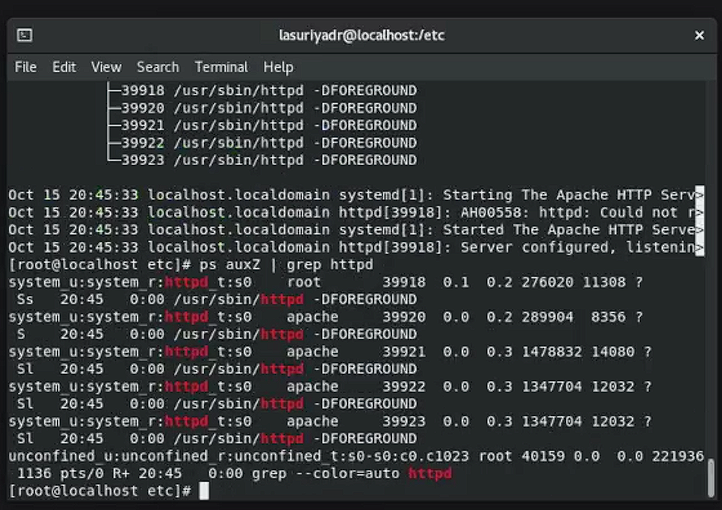 lasuriyadr@localhost:/etc
File Edit View Search Terminal Help
├─39918 /usr/sbin/httpd -DFOREGROUND
├─39920 /usr/sbin/httpd -DFOREGROUND
├─39921 /usr/sbin/httpd -DFOREGROUND
├─39922 /usr/sbin/httpd -DFOREGROUND
└─39923 /usr/sbin/httpd -DFOREGROUND
Oct 15 20:45:33 localhost.localdomain systemd[1]: Starting The Apache HTTP Serv>
Oct 15 20:45:33 localhost.localdomain httpd[39918]: AH00558: httpd: Could not r>
Oct 15 20:45:33 localhost.localdomain systemd[1]: Started The Apache HTTP Serve>
Oct 15 20:45:33 localhost.localdomain httpd[39918]: Server configured, listenin>
[root@localhost etc]# ps auxZ | grep httpd
system_u:system_r:httpd_t:s0 root 39918 0.1 0.2 276020 11308 ?
Ss 20:45 0:00 /usr/sbin/httpd -DFOREGROUND
system_u:system_r:httpd_t:s0 apache 39920 0.0 0.2 289904 8356 ?
S 20:45 0:00 /usr/sbin/httpd -DFOREGROUND
system_u:system_r:httpd_t:s0 apache 39921 0.0 0.3 1478832 14080 ?
Sl 20:45 0:00 /usr/sbin/httpd -DFOREGROUND
system_u:system_r:httpd_t:s0 apache 39922 0.0 0.3 1347704 12032 ?
Sl 20:45 0:00 /usr/sbin/httpd -DFOREGROUND
system_u:system_r:httpd_t:s0 apache 39923 0.0 0.3 1347704 12032 ?
Sl 20:45 0:00 /usr/sbin/httpd -DFOREGROUND
unconfined_u:unconfined_r:unconfined_t:s0-s0:c0.c1023 root 40159 0.0 0.0 221936
1136 pts/0 R+ 20:45 0:00 grep --color=auto httpd
[root@localhost etc]#